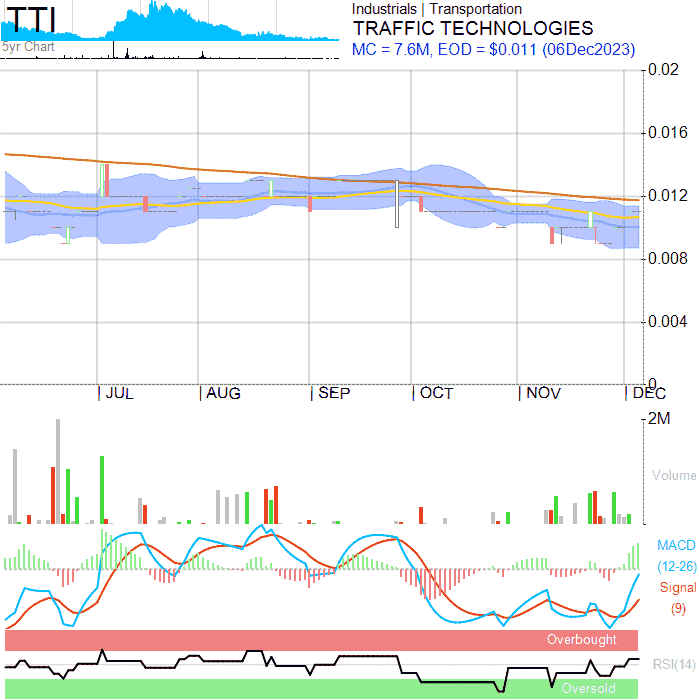 TTI
5yr Chart
Industrials | Transportation
TRAFFIC TECHNOLOGIES
MC = 7.6M, EOD = $0.011 (06Dec2023)
0.02
0.016
0.012
0.008
0.004
0
JUL
AUG
SEP
OCT
NOV
DEC
2M
Volume
MACD
(12-26)
Signal
(9)
Overbought
RSI(14)
Oversold